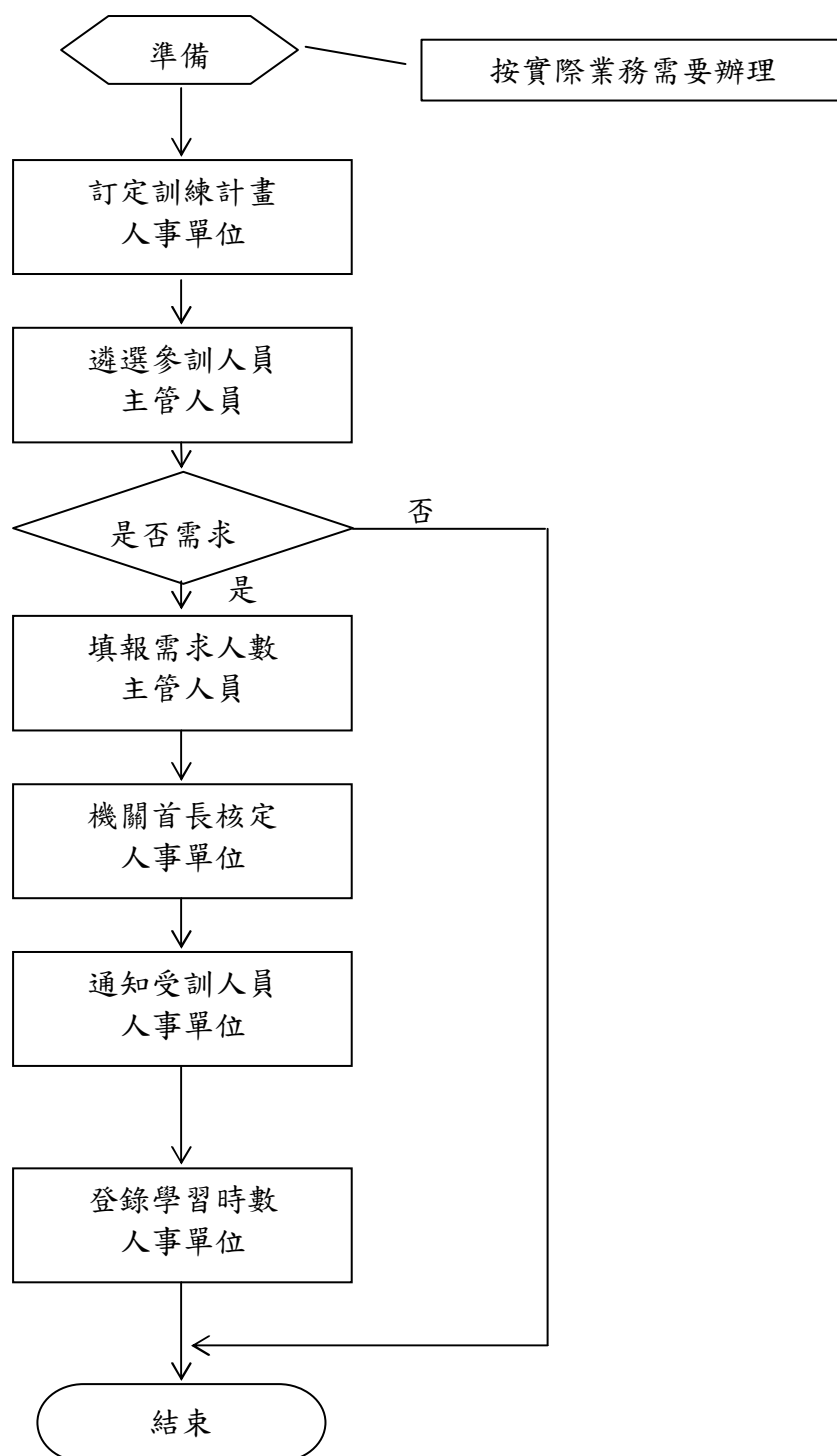 準備
按實際業務需要辦理
訂定訓練計畫
人事單位
遴選參訓人員
主管人員
是否需求
否
是
填報需求人數
主管人員
機關首長核定
人事單位
通知受訓人員
人事單位
登錄學習時數
人事單位
結束